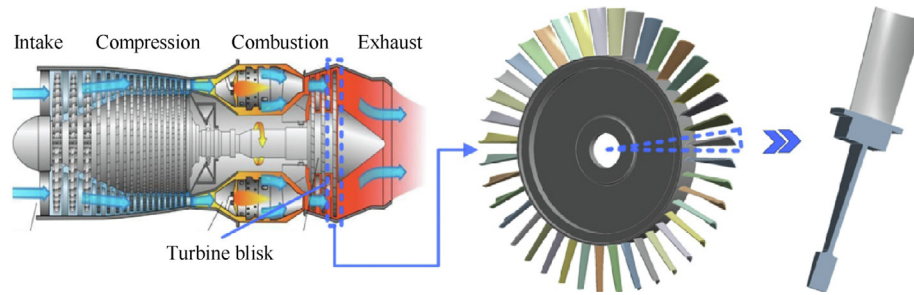 Intake
Compression
Combustion
Exhaust
Turbine blisk